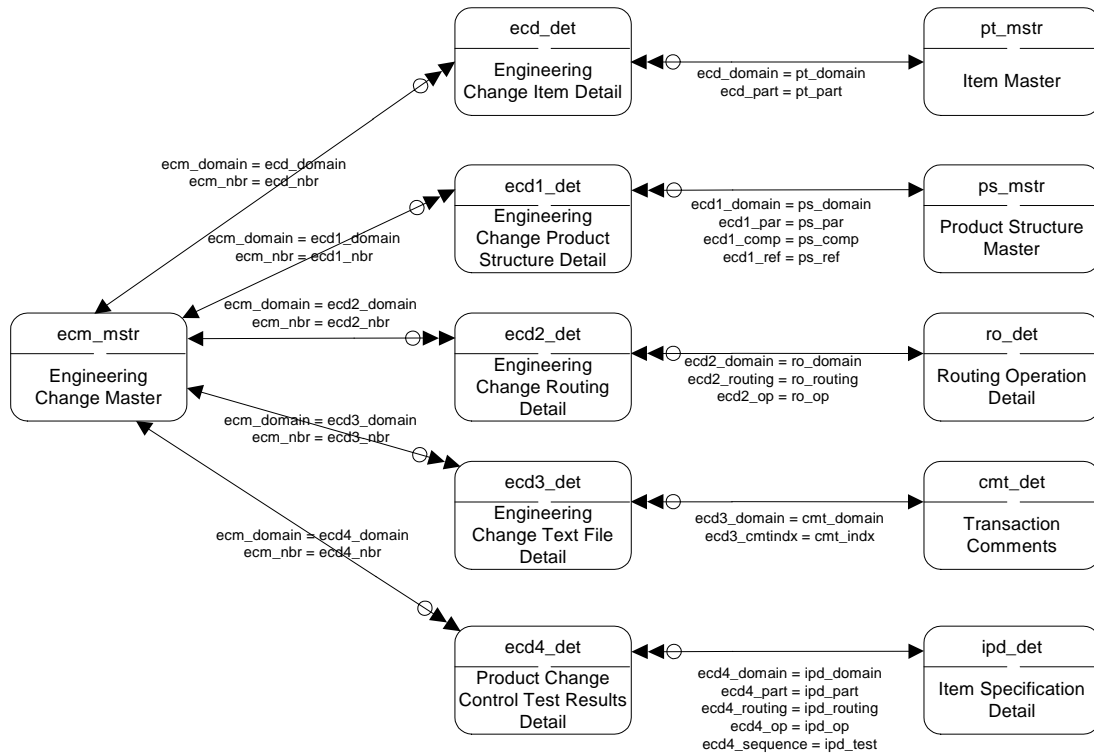 ecd_det
Engineering
Change Item Detail
ecd_domain = pt_domain
ecd_part = pt_part
pt_mstr
Item Master
ecm_domain = ecd_domain
ecm_nbr = ecd_nbr
ecd1_det
Engineering
Change Product
Structure Detail
ecd1_domain = ps_domain
ecd1_par = ps_par
ecd1_comp = ps_comp
ecd1_ref = ps_ref
ps_mstr
Product Structure
Master
ecm_domain = ecd1_domain
ecm_nbr = ecd1_nbr
ecm_mstr
Engineering
Change Master
ecm_domain = ecd2_domain
ecm_nbr = ecd2_nbr
ecd2_det
Engineering
Change Routing
Detail
ecd2_domain = ro_domain
ecd2_routing = ro_routing
ecd2_op = ro_op
ro_det
Routing Operation
Detail
ecm_domain = ecd3_domain
ecm_nbr = ecd3_nbr
ecd3_det
Engineering
Change Text File
Detail
ecd3_domain = cmt_domain
ecd3_cmtindx = cmt_indx
cmt_det
Transaction
Comments
ecm_domain = ecd4_domain
ecm_nbr = ecd4_nbr
ecd4_det
Product Change
Control Test Results
Detail
ecd4_domain = ipd_domain
ecd4_part = ipd_part
ecd4_routing = ipd_routing
ecd4_op = ipd_op
ecd4_sequence = ipd_test
ipd_det
Item Specification
Detail